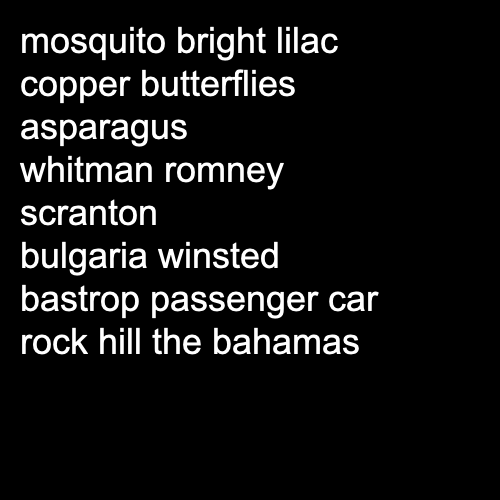 mosquito bright lilac
copper butterflies
asparagus
whitman romney
scranton
bulgaria winsted
bastrop passenger car
rock hill the bahamas